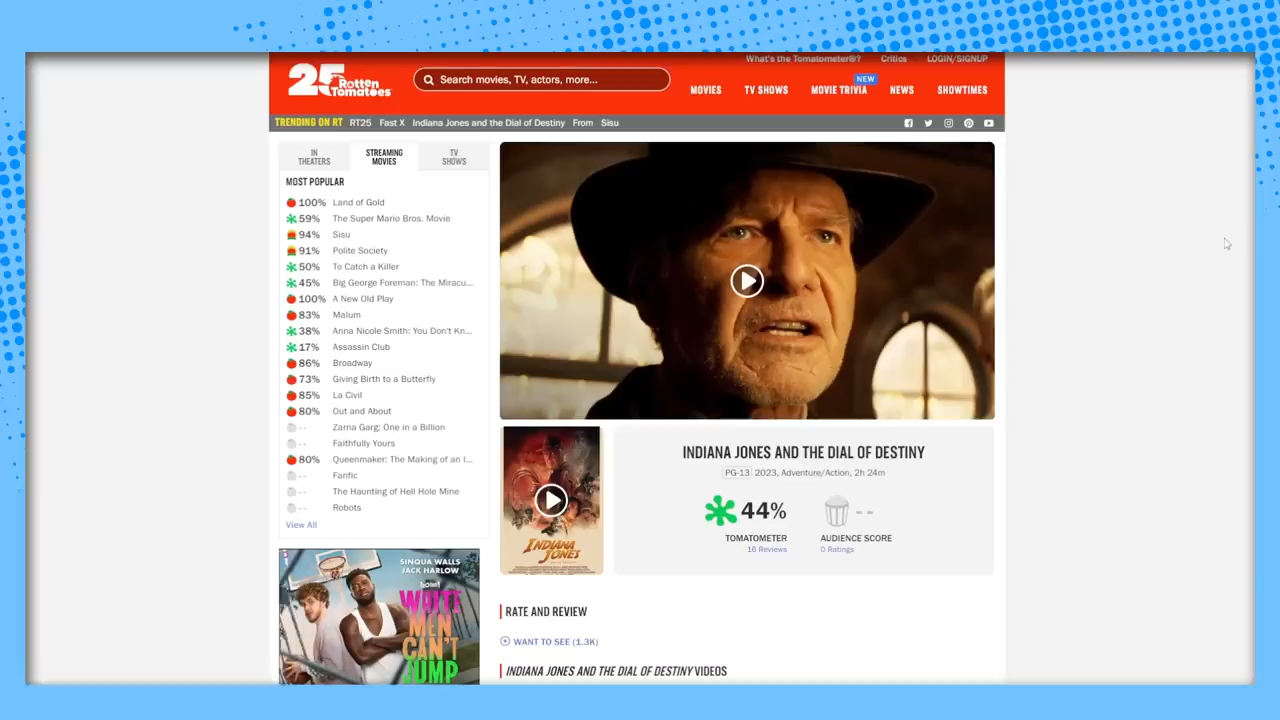 What's the Tomatometer®?
Critics
LOGIN/SIGNUP
25 Rotten Tomatoes
Search movies, TV, actors, more...
NEW
MOVIES
TV SHOWS
MOVIE TRIVIA
NEWS
SHOWTIMES
TRENDING ON RT
RT25
Fast X
Indiana Jones and the Dial of Destiny
From
Sisu
IN THEATERS
STREAMING MOVIES
TV SHOWS
MOST POPULAR
100% Land of Gold
59% The Super Mario Bros. Movie
94% Sisu
91% Polite Society
50% To Catch a Killer
45% Big George Foreman: The Miracu...
100% A New Old Play
83% Malum
38% Anna Nicole Smith: You Don't Kn...
17% Assassin Club
86% Broadway
73% Giving Birth to a Butterfly
85% La Civil
80% Out and About
- - Zarna Garg: One in a Billion
- - Faithfully Yours
80% Queenmaker: The Making of an I...
- - Fanfic
- - The Haunting of Hell Hole Mine
- - Robots
View All
SINQUA WALLS
JACK HARLOW
WHITE
MEN
CAN'T
JUMP
INDIANA JONES
INDIANA JONES AND THE DIAL OF DESTINY
PG-13 2023, Adventure/Action, 2h 24m
44%
- -
TOMATOMETER
AUDIENCE SCORE
16 Reviews
0 Ratings
RATE AND REVIEW
WANT TO SEE (1.3K)
INDIANA JONES AND THE DIAL OF DESTINY VIDEOS